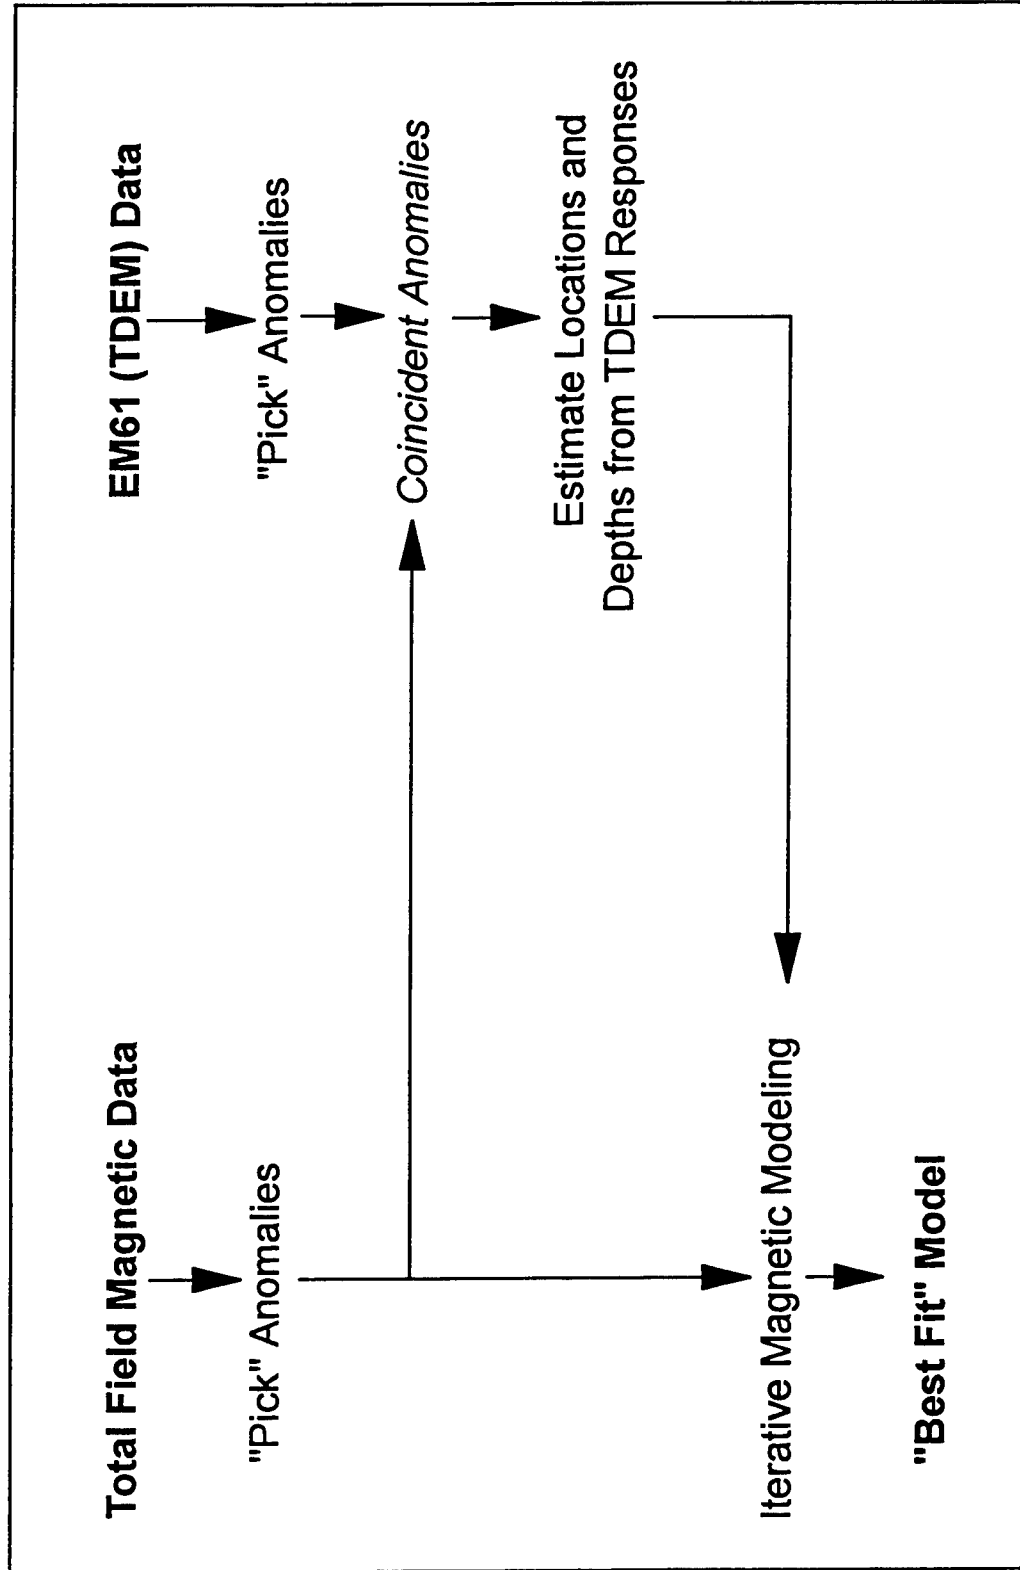 Total Field Magnetic Data
"Pick" Anomalies
Iterative Magnetic Modeling
"Best Fit" Model
EM61 (TDEM) Data
"Pick" Anomalies
Coincident Anomalies
Estimate Locations and
Depths from TDEM Responses